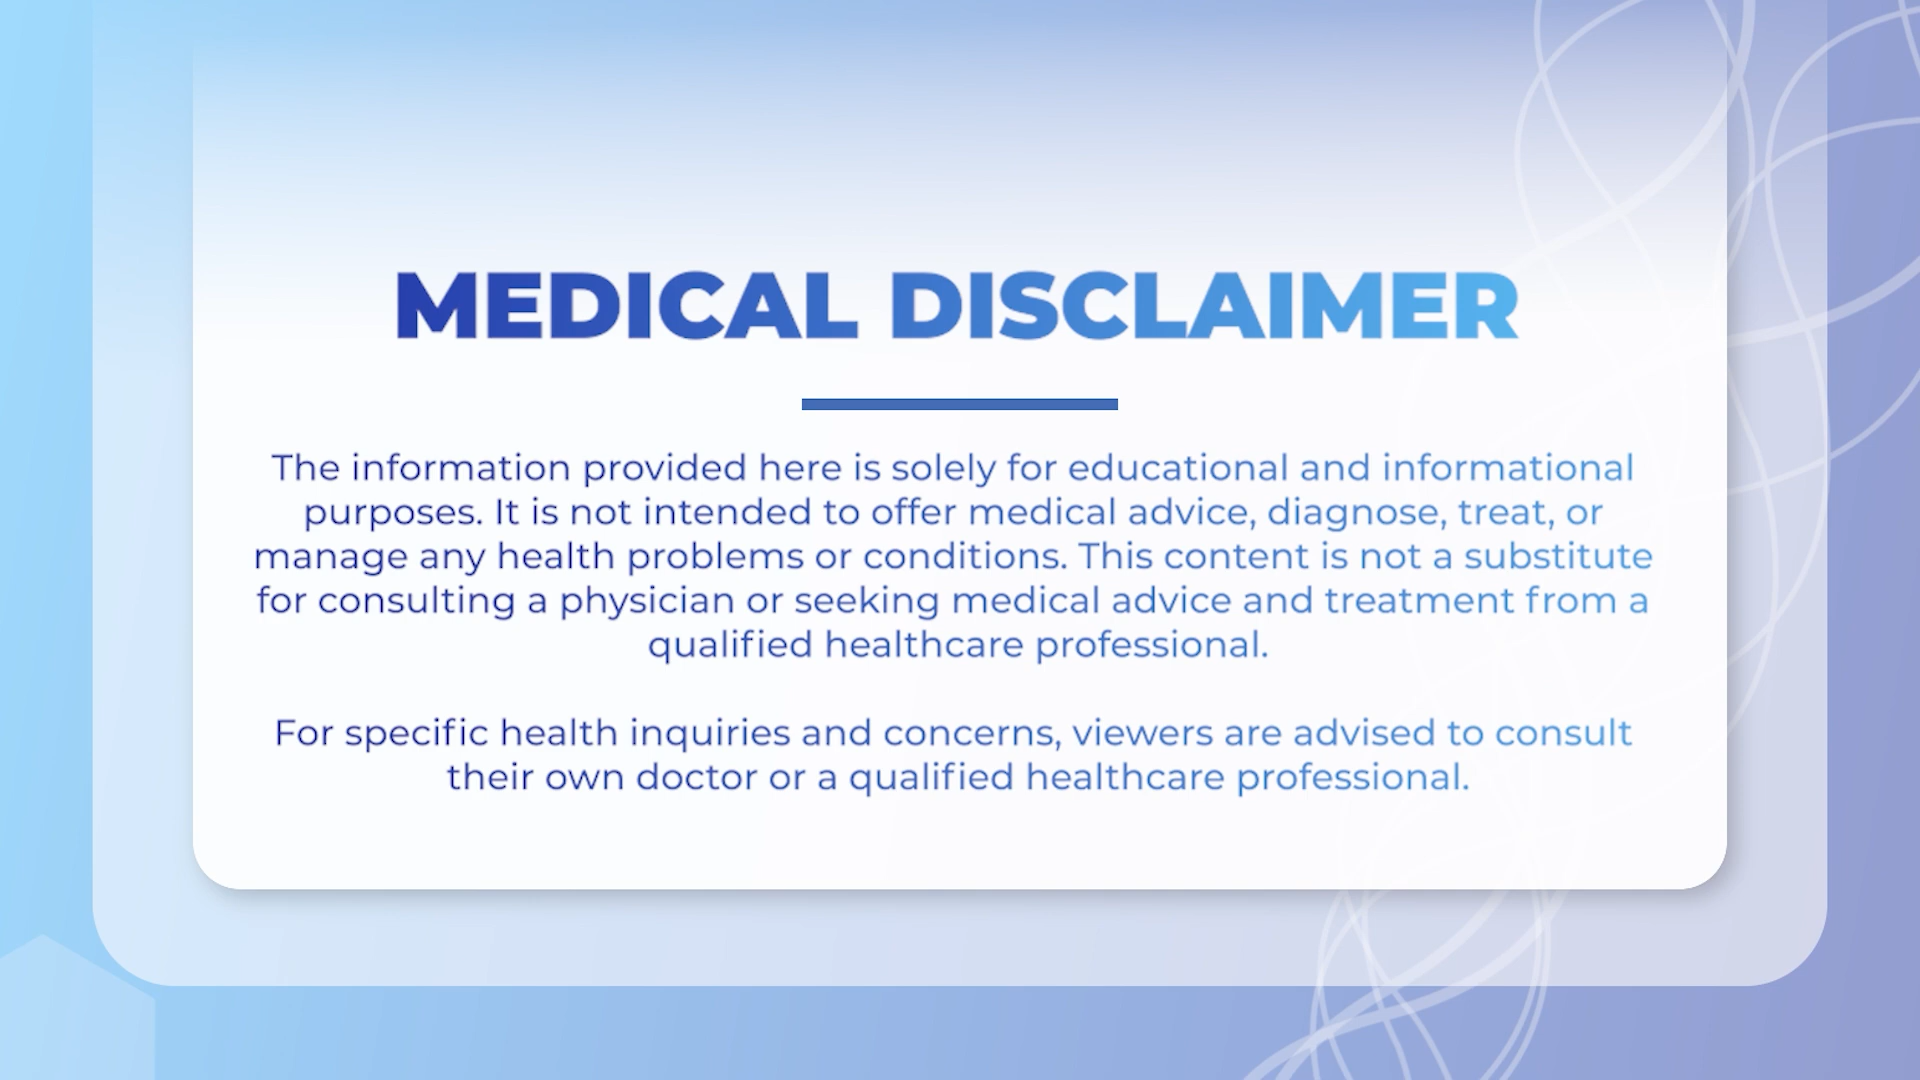 MEDICAL DISCLAIMER
The information provided here is solely for educational and informational
purposes. It is not intended to offer medical advice, diagnose, treat, or
manage any health problems or conditions. This content is not a substitute
for consulting a physician or seeking medical advice and treatment from a
qualified healthcare professional.
For specific health inquiries and concerns, viewers are advised to consult
their own doctor or a qualified healthcare professional.